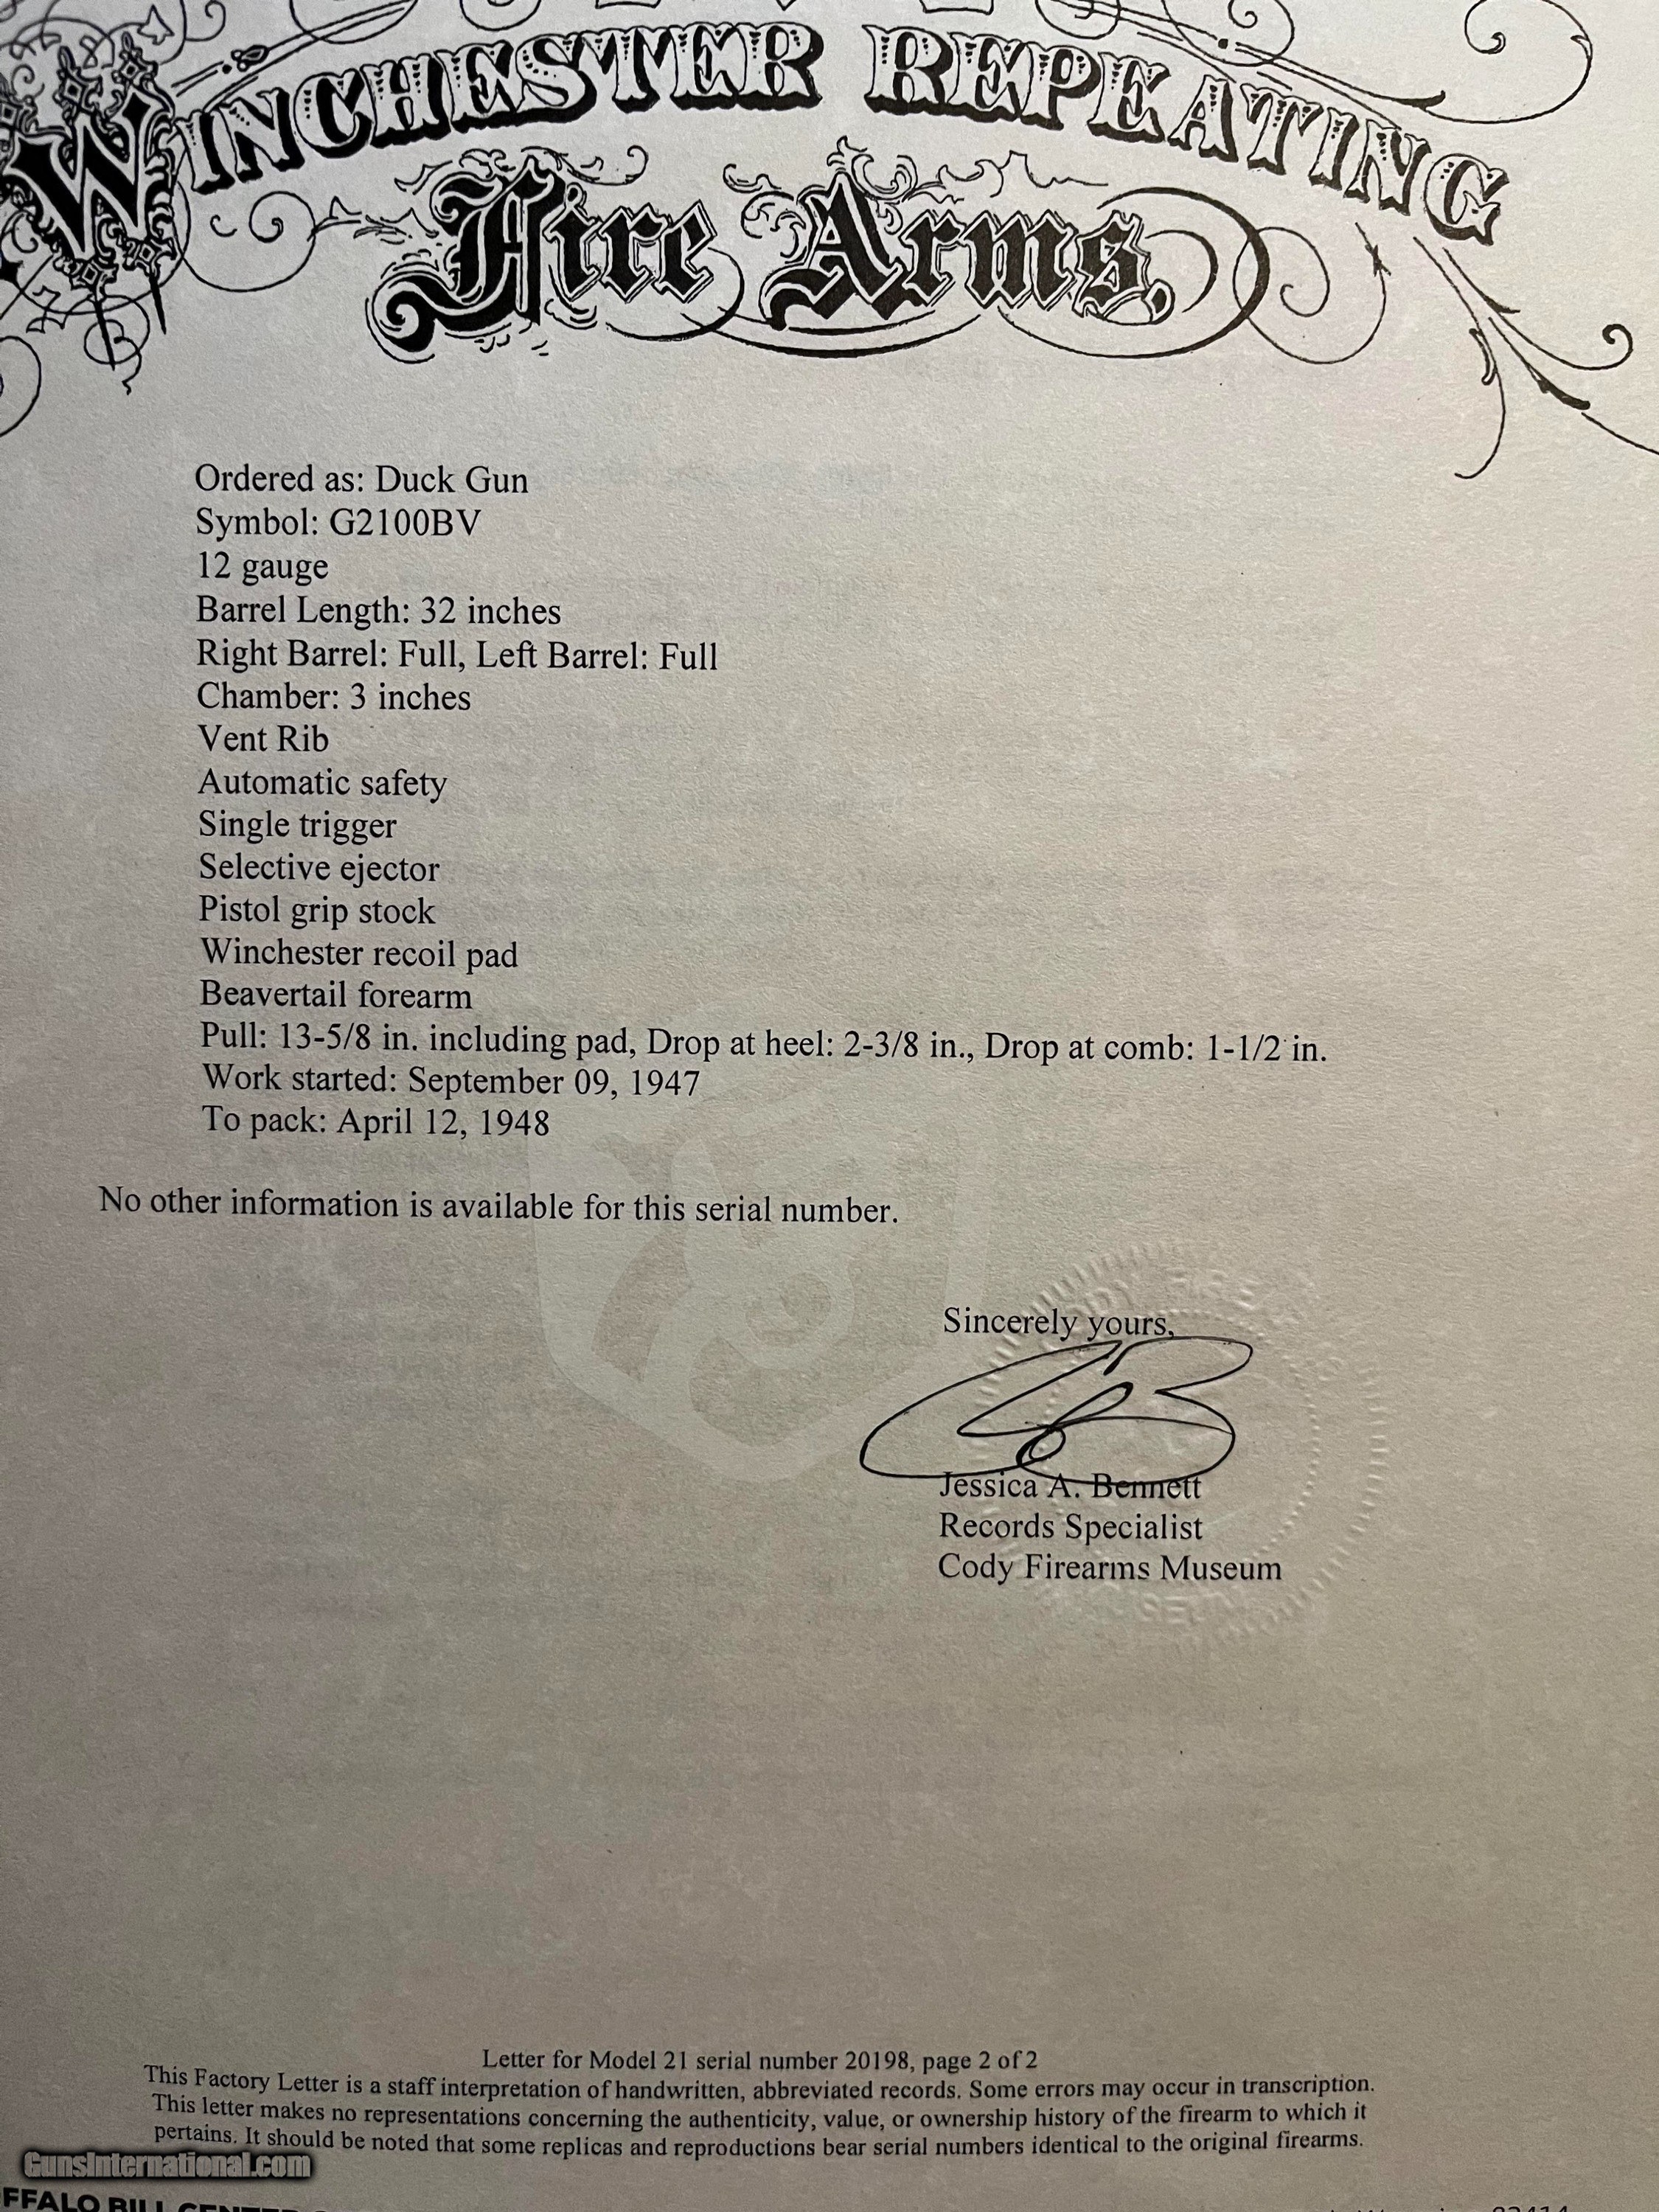 WINCHESTER REPEATING
Fire Arms.
Ordered as: Duck Gun
Symbol: G2100BV
12 gauge
Barrel Length: 32 inches
Right Barrel: Full, Left Barrel: Full
Chamber: 3 inches
Vent Rib
Automatic safety
Single trigger
Selective ejector
Pistol grip stock
Winchester recoil pad
Beavertail forearm
Pull: 13-5/8 in. including pad, Drop at heel: 2-3/8 in., Drop at comb: 1-1/2 in.
Work started: September 09, 1947
To pack: April 12, 1948
No other information is available for this serial number.
Sincerely yours,
Jessica A. Bennett
Records Specialist
Cody Firearms Museum
Letter for Model 21 serial number 20198, page 2 of 2
This Factory Letter is a staff interpretation of handwritten, abbreviated records. Some errors may occur in transcription.
This letter makes no representations concerning the authenticity, value, or ownership history of the firearm to which it
pertains. It should be noted that some replicas and reproductions bear serial numbers identical to the original firearms.
GunsInternational.com
FFALO BILL CENTER